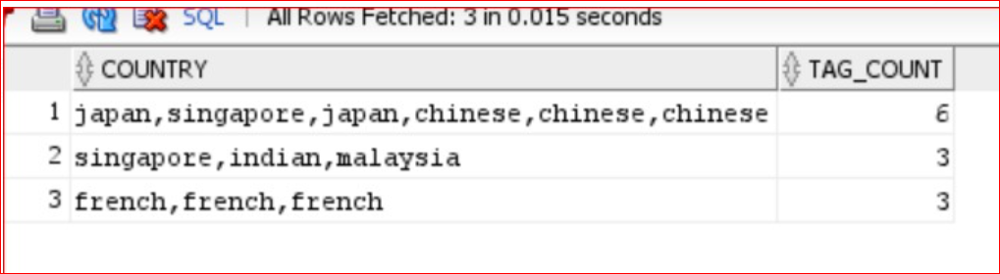 SQL | All Rows Fetched: 3 in 0.015 seconds
COUNTRY TAG_COUNT
1 japan,singapore,japan,chinese,chinese,chinese 6
2 singapore,indian,malaysia 3
3 french,french,french 3